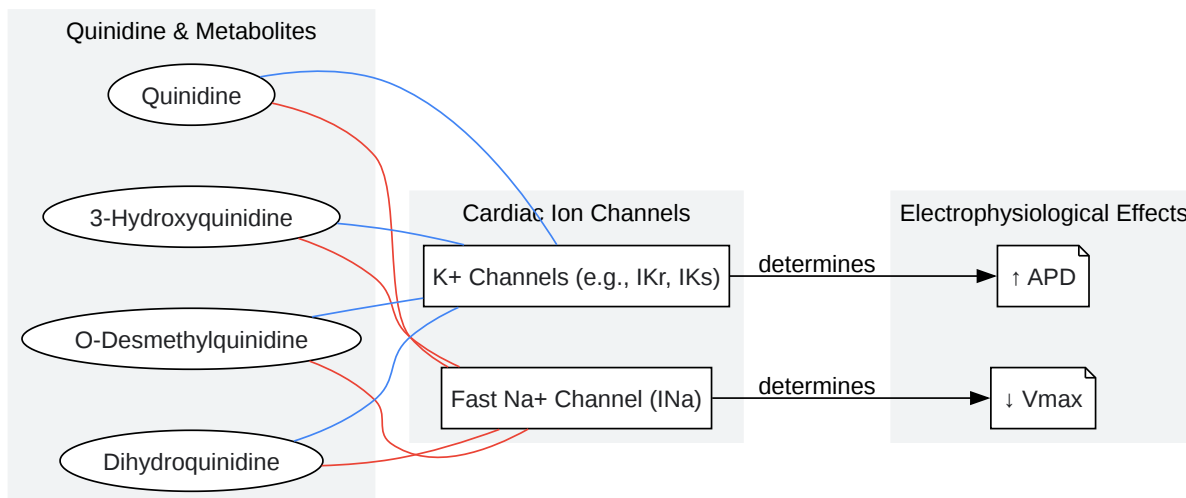 Quinidine & Metabolites
Quinidine
3-Hydroxyquinidine
O-Desmethylquinidine
Dihydroquinidine
Cardiac Ion Channels
K+ Channels (e.g., IKr, IKs)
Fast Na+ Channel (INa)
determines
determines
Electrophysiological Effects
↑ APD
↓ Vmax